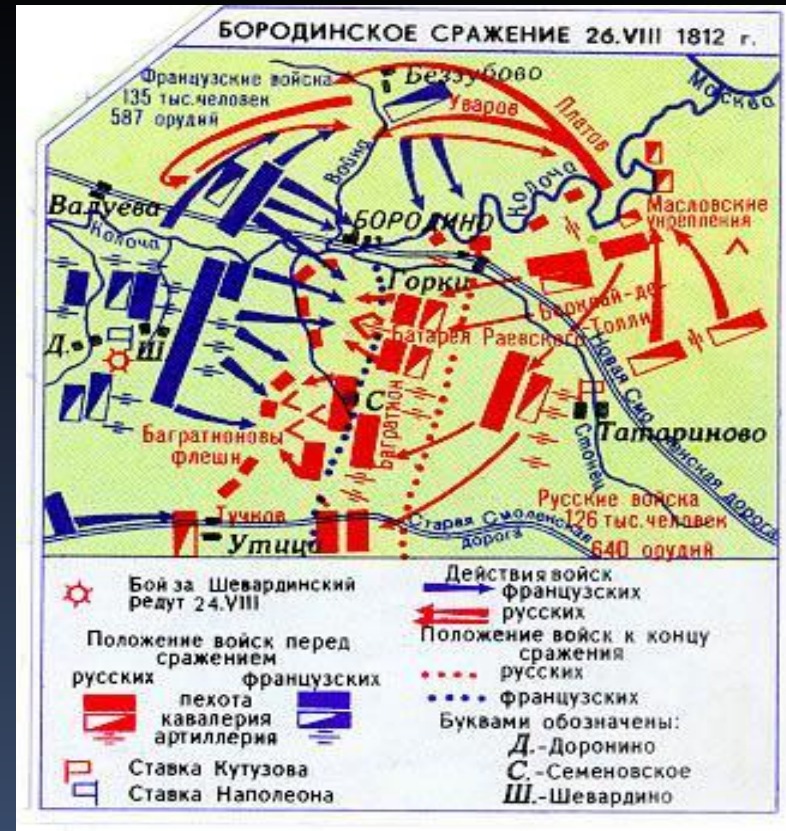 БОРОДИНСКОЕ СРАЖЕНИЕ 26.VIII 1812 г.
Французские войска
135 тыс.человек
587 орудий
Беззубово
Уваров
Платов
Москва
Война
Колоча
Валуева
Колоча
БОРОДИНО
Масловские
укрепления
Горки
Барклай-де-
Толли
Батарея Раевского
Д.
Ш
С
Багратион
Багратионовы
флеши
Татариново
Стонец
Новая Смоленская дорога
Русские войска
126 тыс.человек
640 орудий
Тучков
Утица
Старая Смоленская
дорога
Бой за Шевардинский
редут 24.VIII
Положение войск перед
сражением
русских французских
пехота
кавалерия
артиллерия
Ставка Кутузова
Ставка Наполеона
Действия войск
французских
русских
Положение войск к концу
сражения
русских
французских
Буквами обозначены:
Д.-Доронино
С.-Семеновское
Ш.-Шевардино